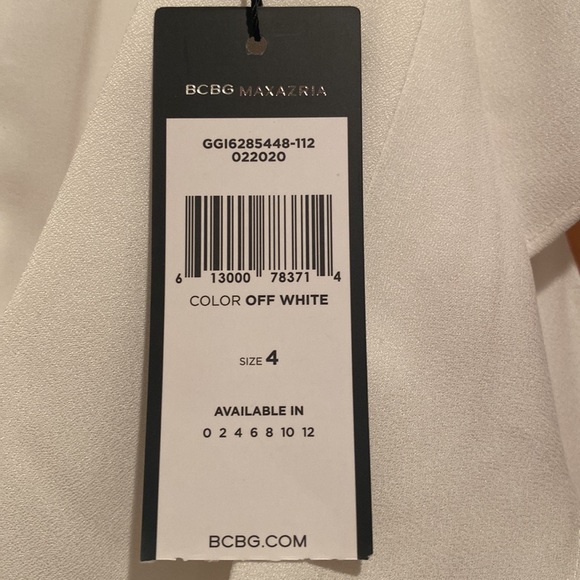 BCBG MAXAZRIA
GGI6285448-112
022020
6 13000 78371 4
COLOR OFF WHITE
SIZE 4
AVAILABLE IN
0 2 4 6 8 10 12
BCBG.COM